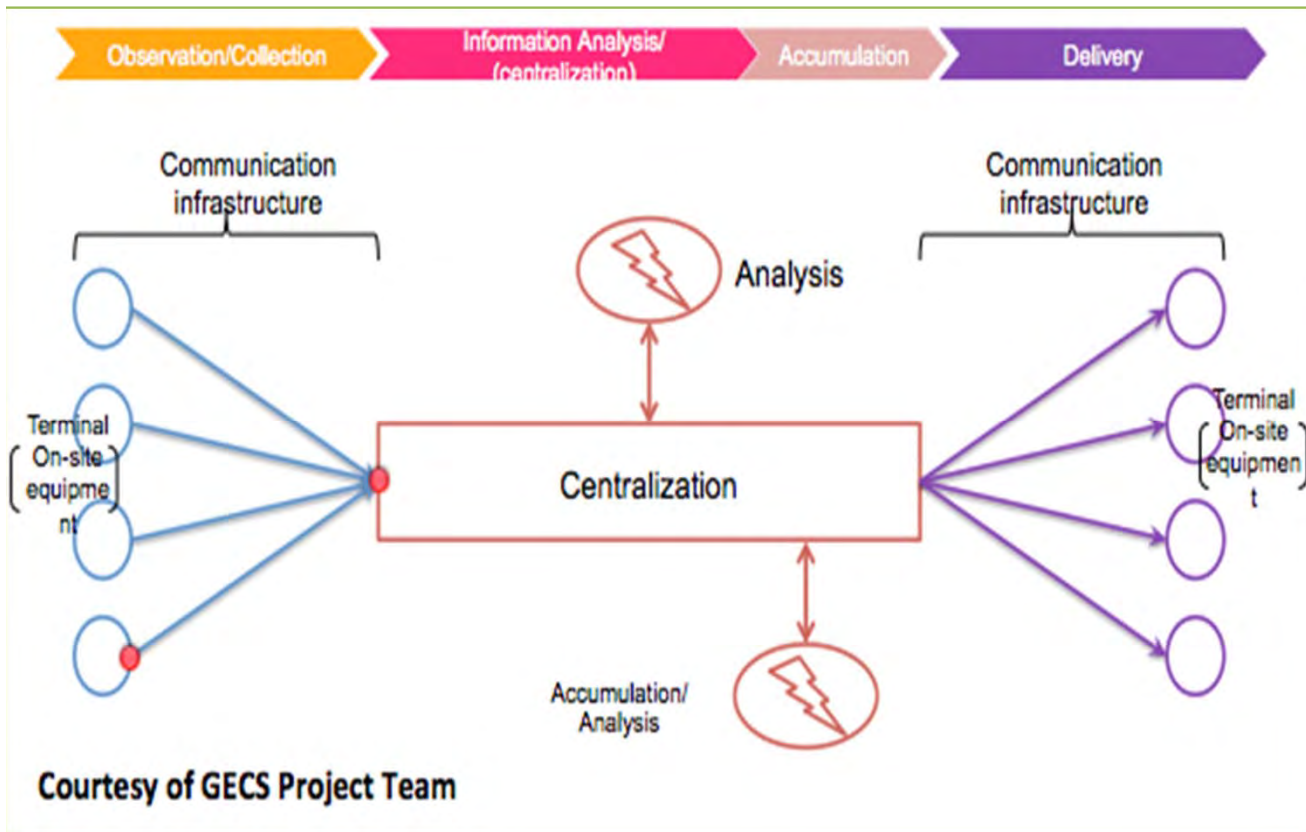 Observation/Collection
Information Analysis/
(centralization)
Accumulation
Delivery
Communication
infrastructure
Communication
infrastructure
Analysis
Terminal
On-site
equipme
nt
Centralization
Terminal
On-site
equipmen
t
Accumulation/
Analysis
Courtesy of GECS Project Team